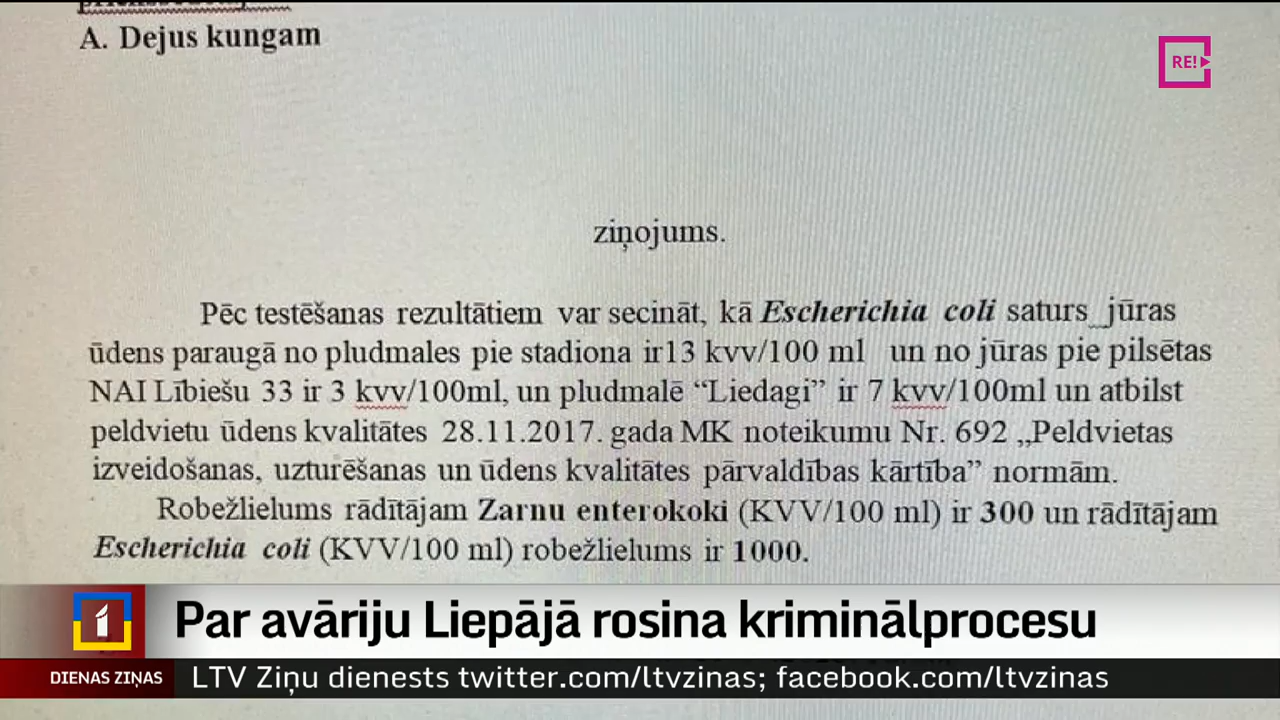 A. Dejus kungam
RE!
ziņojums.
Pēc testēšanas rezultātiem var secināt, kā Escherichia coli saturs jūras
ūdens paraugā no pludmales pie stadiona ir13 kvv/100 ml un no jūras pie pilsētas
NAI Lībiešu 33 ir 3 kvv/100ml, un pludmalē “Liedagi” ir 7 kvv/100ml un atbilst
peldvietu ūdens kvalitātes 28.11.2017. gada MK noteikumu Nr. 692 „Peldvietas
izveidošanas, uzturēšanas un ūdens kvalitātes pārvaldības kārtība” normām.
Robežlielums rādītājam Zarnu enterokoki (KVV/100 ml) ir 300 un rādītājam
Escherichia coli (KVV/100 ml) robežlielums ir 1000.
1 Par avāriju Liepājā rosina kriminālprocesu
DIENAS ZIŅAS LTV Ziņu dienests twitter.com/ltvzinas; facebook.com/ltvzinas